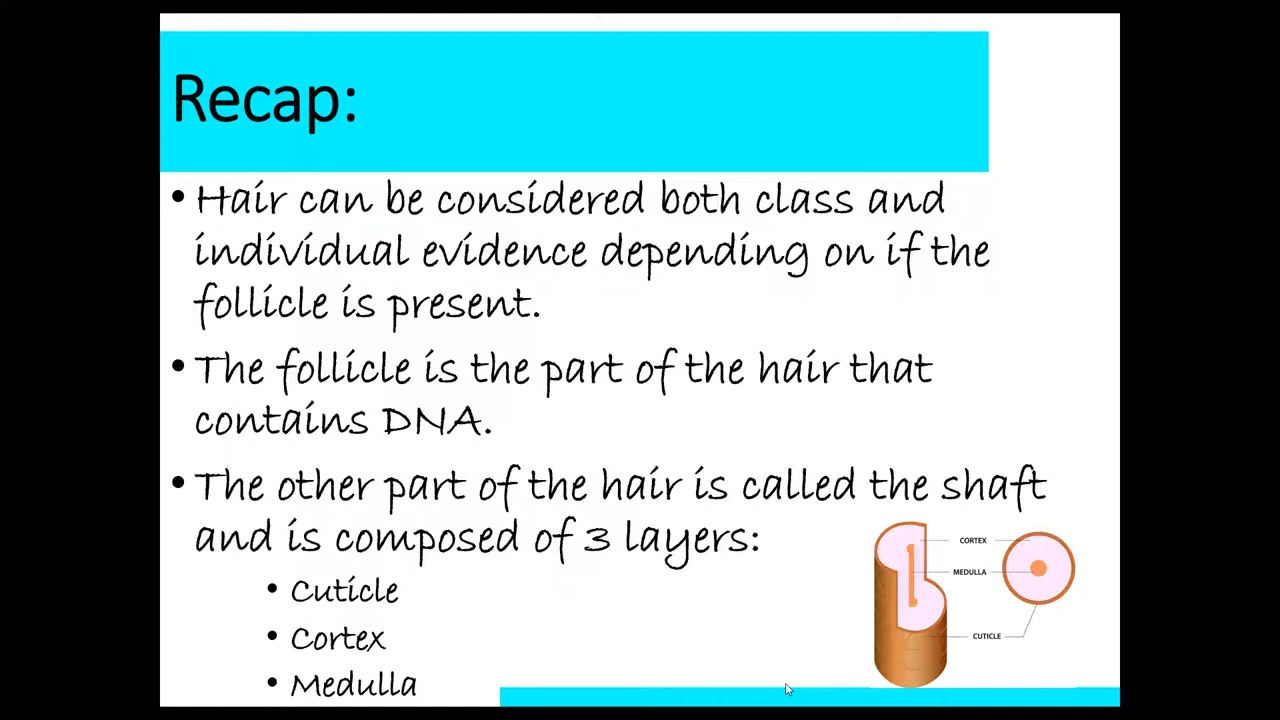 Recap:
• Hair can be considered both class and
individual evidence depending on if the
follicle is present.
• The follicle is the part of the hair that
contains DNA.
• The other part of the hair is called the shaft
and is composed of 3 layers:
• Cuticle
• Cortex
• Medulla
CORTEX
MEDULLA
CUTICLE